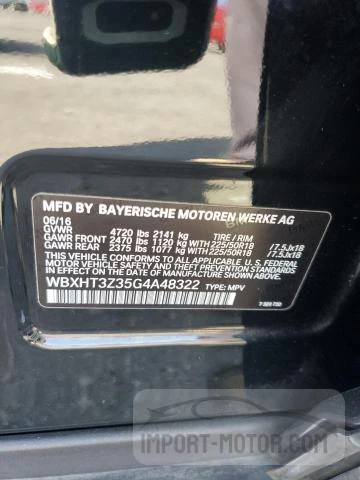 MFD BY BAYERISCHE MOTOREN WERKE AG
06/16
GVWR 4720 lbs 2141 kg TIRE / RIM
GAWR FRONT 2470 lbs 1120 kg WITH 225/50R18 /7.5Jx18
GAWR REAR 2375 lbs 1077 kg WITH 225/50R18 /7.5Jx18
THIS VEHICLE CONFORMS TO ALL APPLICABLE U.S. FEDERAL
MOTOR VEHICLE SAFETY, BUMPER, AND THEFT PREVENTION
STANDARDS IN EFFECT ON THE DATE OF MANUFACTURE
SHOWN ABOVE.
WBXHT3Z35G4A48322 TYPE: MPV
IMPORT-MOTOR.COM